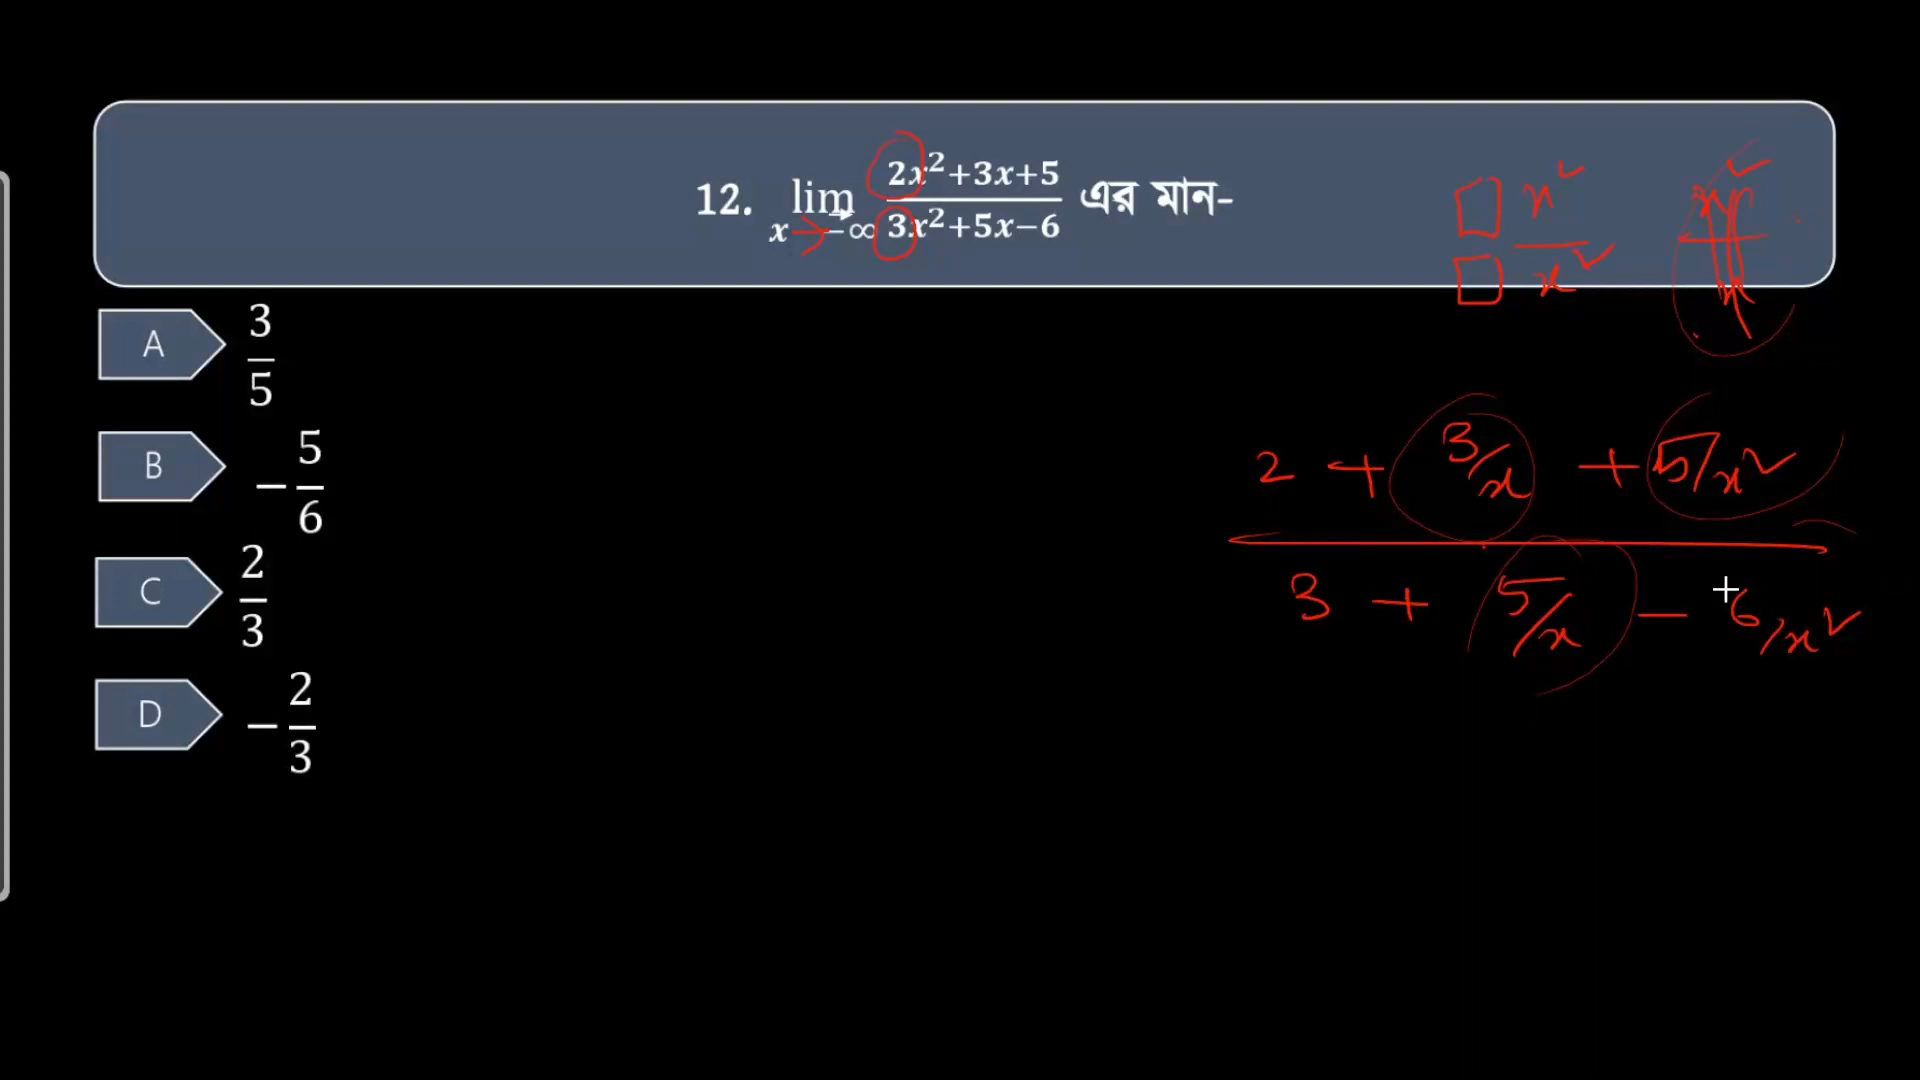 12. lim x→−∞ (2x²+3x+5)/(3x²+5x−6) এর মান-
x²
x²
A 3/5
B −5/6
C 2/3
D −2/3
2 + 3/x + 5/x²
3 + 5/x − 6/x²